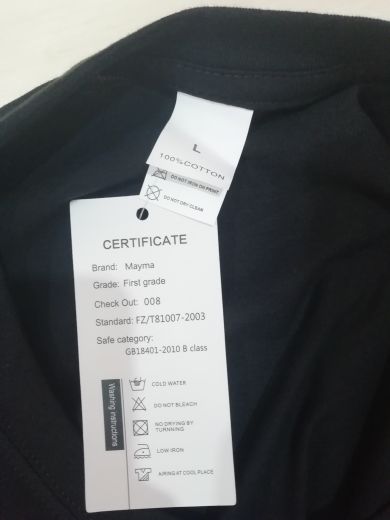 L
100%COTTON
DO NOT IRON ON PRINT
DO NOT DRY CLEAN
CERTIFICATE
Brand: Mayma
Grade: First grade
Check Out: 008
Standard: FZ/T81007-2003
Safe category:
GB18401-2010 B class
Washing instructions
COLD WATER
DO NOT BLEACH
NO DRYING BY
TURNNING
LOW IRON
AIRING AT COOL PLACE